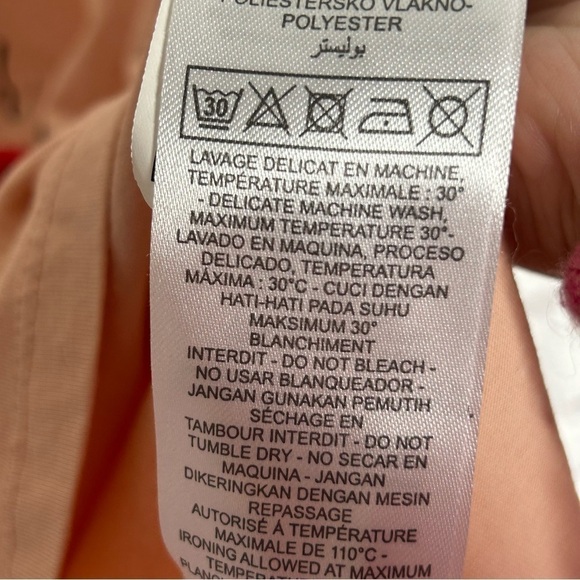 POLIESTERSKO VLAKNO-
POLYESTER
بوليستر
30
LAVAGE DELICAT EN MACHINE,
TEMPÉRATURE MAXIMALE : 30°
- DELICATE MACHINE WASH,
MAXIMUM TEMPERATURE 30°-
LAVADO EN MAQUINA, PROCESO
DELICADO, TEMPERATURA
MÁXIMA : 30°C - CUCI DENGAN
HATI-HATI PADA SUHU
MAKSIMUM 30°
BLANCHIMENT
INTERDIT - DO NOT BLEACH -
NO USAR BLANQUEADOR -
JANGAN GUNAKAN PEMUTIH
SÉCHAGE EN
TAMBOUR INTERDIT - DO NOT
TUMBLE DRY - NO SECAR EN
MAQUINA - JANGAN
DIKERINGKAN DENGAN MESIN
REPASSAGE
AUTORISÉ À TEMPÉRATURE
MAXIMALE DE 110°C -
IRONING ALLOWED AT MAXIMUM